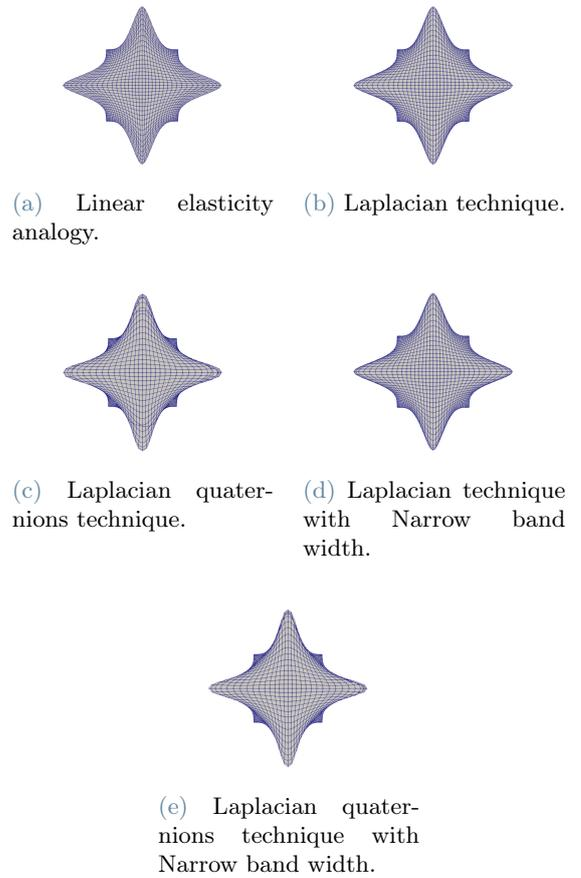 (a) Linear elasticity
analogy.
(b) Laplacian technique.
(c) Laplacian quater-
nions technique.
(d) Laplacian technique
with Narrow band
width.
(e) Laplacian quater-
nions technique with
Narrow band width.